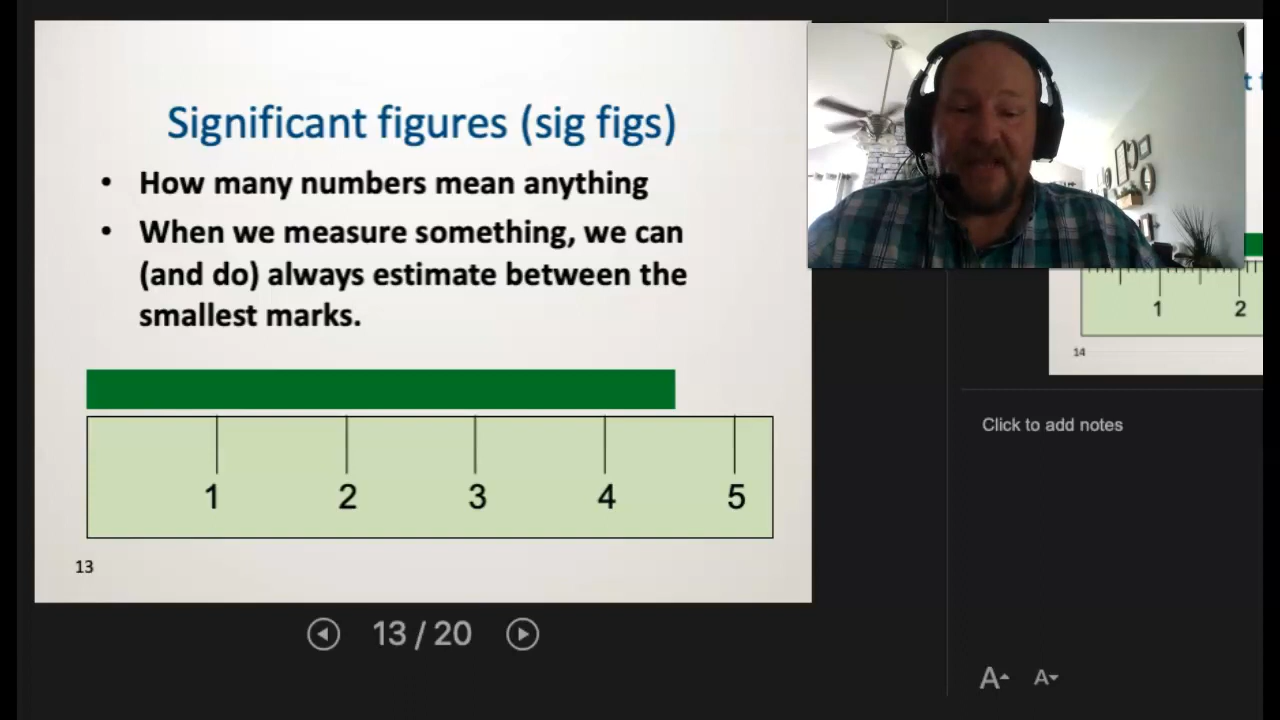 Significant figures (sig figs)
• How many numbers mean anything
• When we measure something, we can
(and do) always estimate between the
smallest marks.
1 2 3 4 5
13
13 / 20
1 2
14
Click to add notes
A A